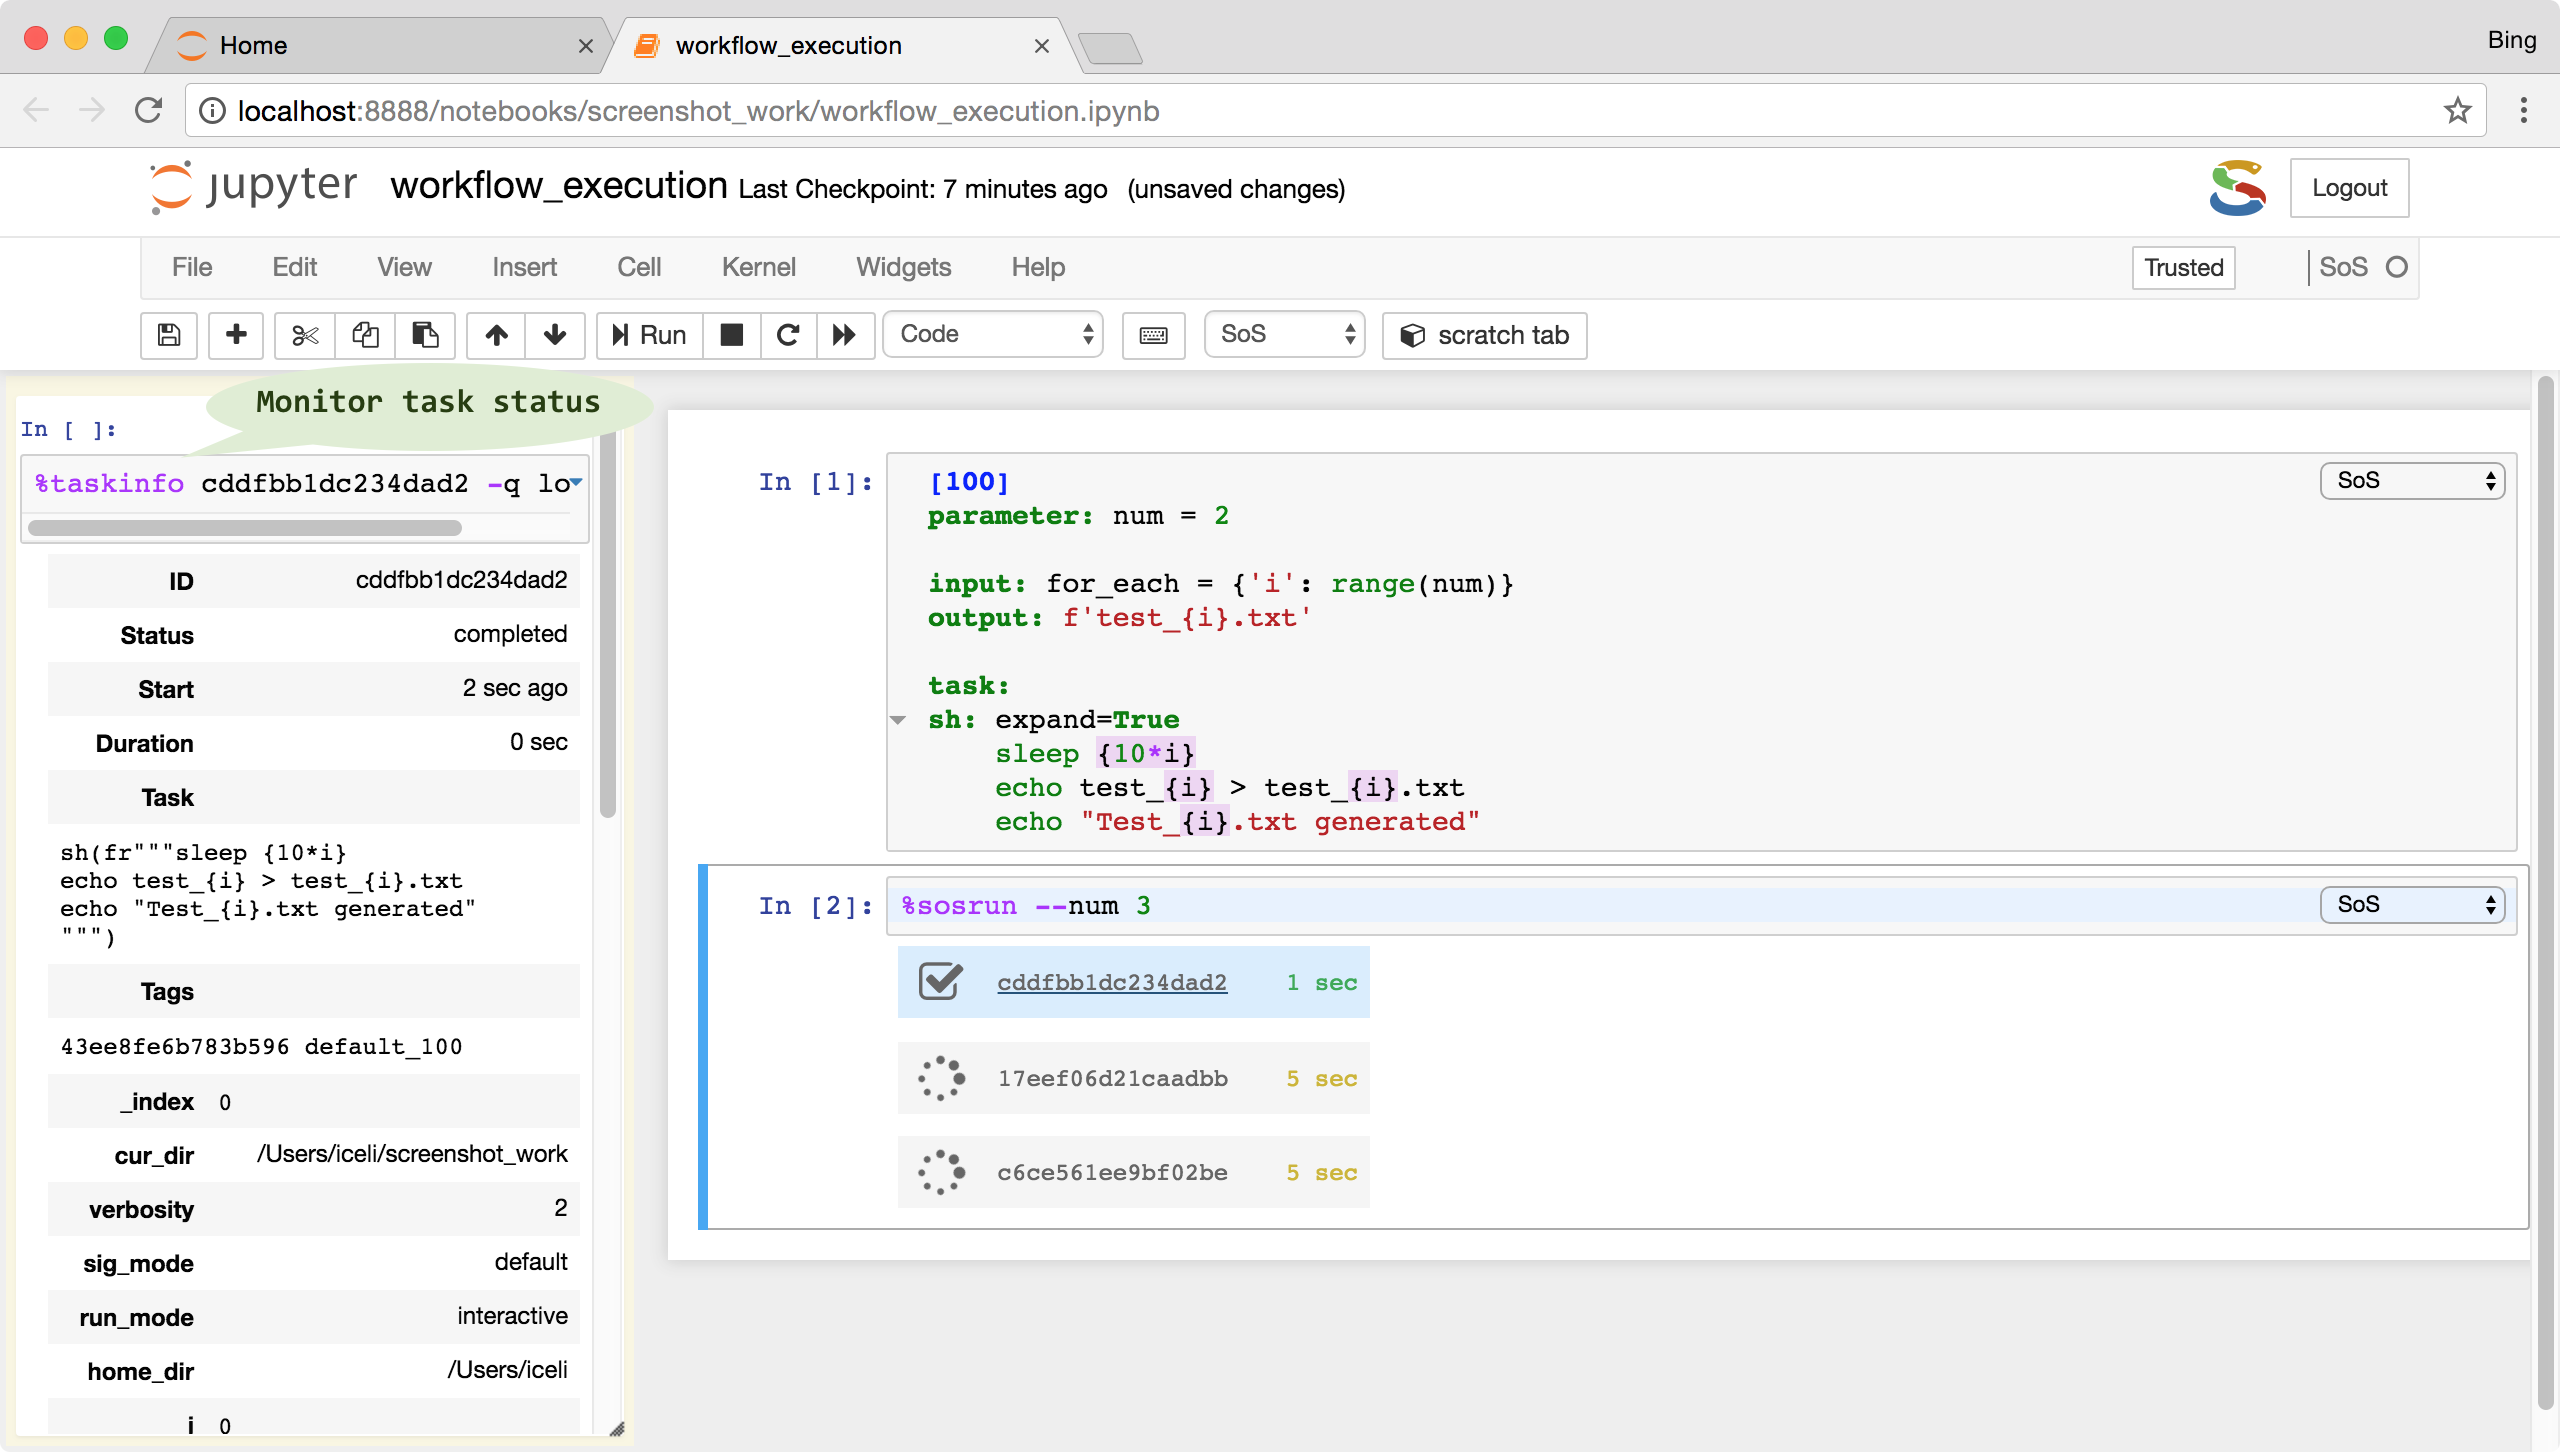 Home
workflow_execution
Bing
localhost:8888/notebooks/screenshot_work/workflow_execution.ipynb
jupyter workflow_execution Last Checkpoint: 7 minutes ago (unsaved changes)
Logout
File Edit View Insert Cell Kernel Widgets Help
Trusted
SoS
Run
Code
SoS
scratch tab
Monitor task status
In [ ]:
%taskinfo cddfbb1dc234dad2 -q lo
ID cddfbb1dc234dad2
Status completed
Start 2 sec ago
Duration 0 sec
Task
sh(fr"""sleep {10*i}
echo test_{i} > test_{i}.txt
echo "Test_{i}.txt generated"
""")
Tags
43ee8fe6b783b596 default_100
_index 0
cur_dir /Users/iceli/screenshot_work
verbosity 2
sig_mode default
run_mode interactive
home_dir /Users/iceli
i 0
In [1]:
[100]
SoS
parameter: num = 2
input: for_each = {'i': range(num)}
output: f'test_{i}.txt'
task:
sh: expand=True
sleep {10*i}
echo test_{i} > test_{i}.txt
echo "Test_{i}.txt generated"
In [2]:
%sosrun --num 3
SoS
cddfbb1dc234dad2 1 sec
17eef06d21caadbb 5 sec
c6ce561ee9bf02be 5 sec